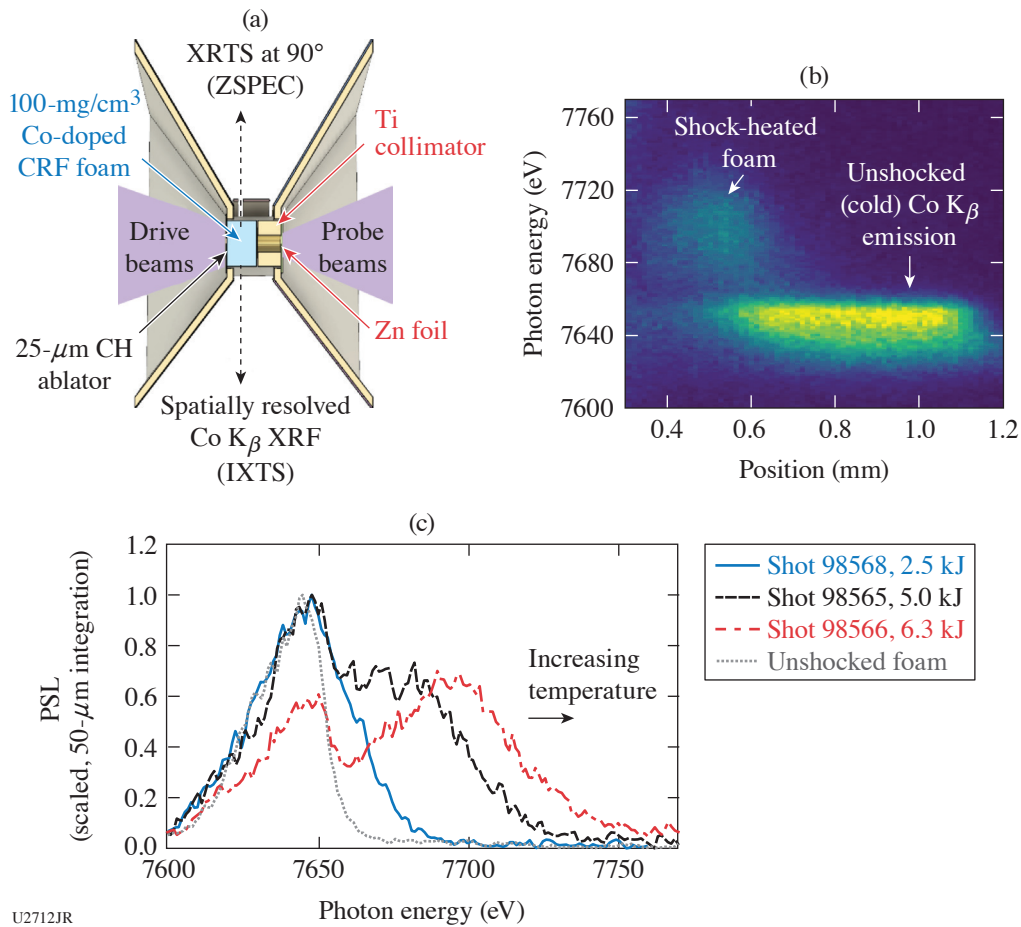 (a)
XRTS at 90°
(ZSPEC)
100-mg/cm³
Co-doped
CRF foam
Ti
collimator
Drive
beams
Probe
beams
Zn foil
25-μm CH
ablator
Spatially resolved
Co Kβ XRF
(IXTS)
(b)
Photon energy (eV)
7770
7720
7680
7640
7600
Shock-heated
foam
Unshocked
(cold) Co Kβ
emission
0.4 0.6 0.8 1.0 1.2
Position (mm)
(c)
PSL
(scaled, 50-μm integration)
1.2
1.0
0.8
0.6
0.4
0.2
0.0
Increasing
temperature
7600 7650 7700 7750
Photon energy (eV)
Shot 98568, 2.5 kJ
Shot 98565, 5.0 kJ
Shot 98566, 6.3 kJ
Unshocked foam
U2712JR